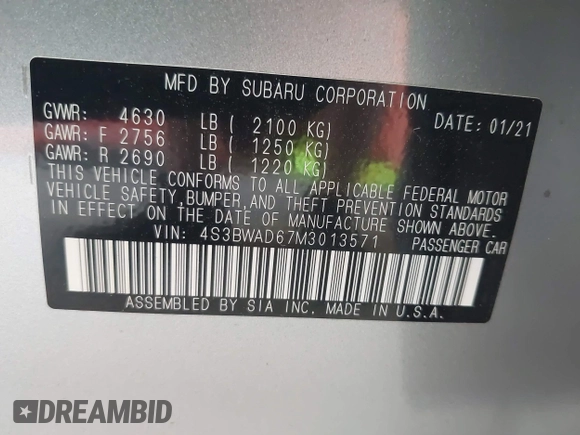 MFD BY SUBARU CORPORATION
GVWR: 4630 LB ( 2100 KG) DATE: 01/21
GAWR: F 2756 LB ( 1250 KG)
GAWR: R 2690 LB ( 1220 KG)
THIS VEHICLE CONFORMS TO ALL APPLICABLE FEDERAL MOTOR
VEHICLE SAFETY, BUMPER, AND THEFT PREVENTION STANDARDS
IN EFFECT ON THE DATE OF MANUFACTURE SHOWN ABOVE.
VIN: 4S3BWAD67M3013571 PASSENGER CAR
ASSEMBLED BY SIA INC. MADE IN U.S.A.
DREAMBID